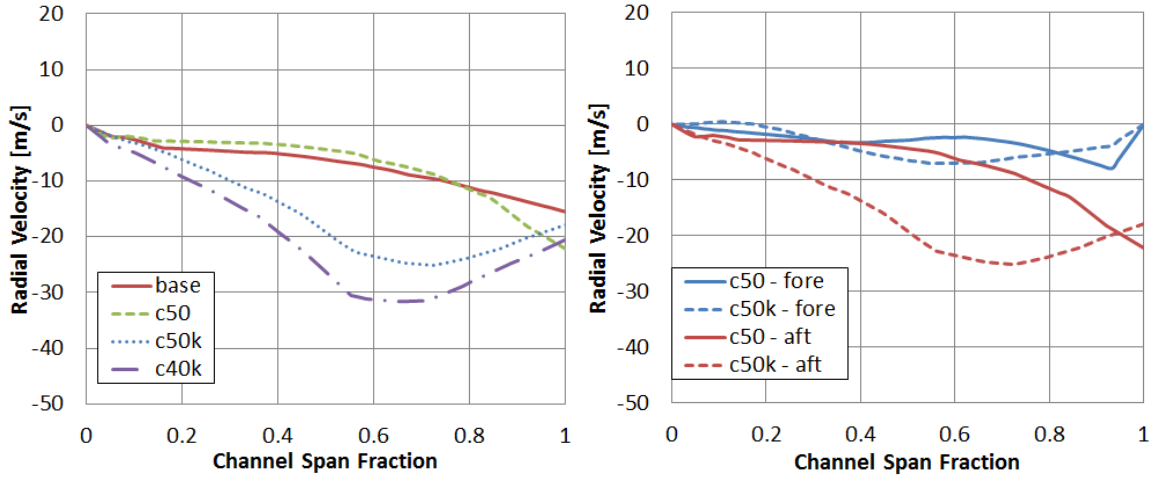 20
10
0
-10
-20
-30
-40
-50
Radial Velocity [m/s]
base
c50
c50k
c40k
0
0.2
0.4
0.6
0.8
1
Channel Span Fraction
20
10
0
-10
-20
-30
-40
-50
Radial Velocity [m/s]
c50 - fore
c50k - fore
c50 - aft
c50k - aft
0
0.2
0.4
0.6
0.8
1
Channel Span Fraction